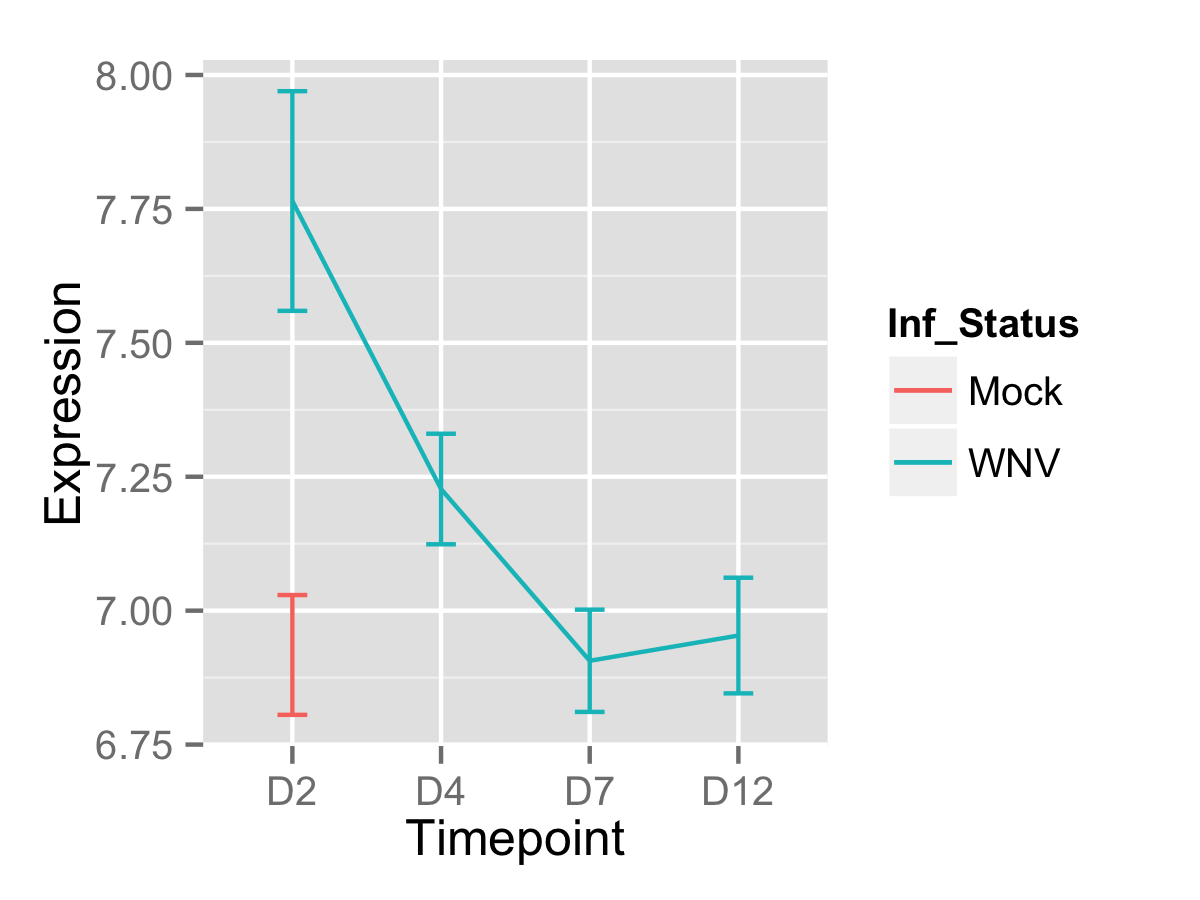 8.00
7.75
7.50
7.25
7.00
6.75
Expression
D2 D4 D7 D12
Timepoint
Inf_Status
Mock
WNV